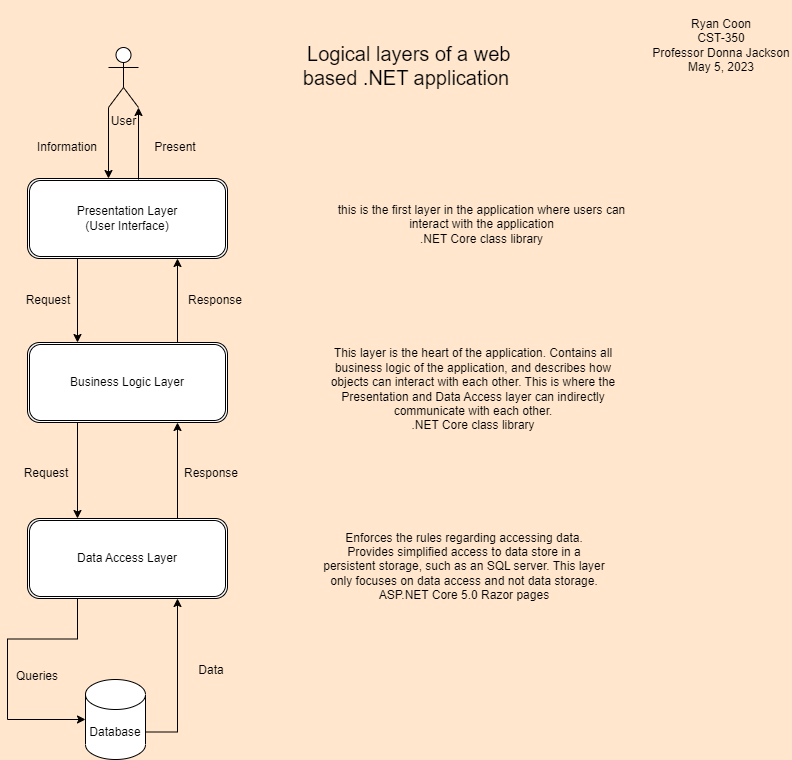 Ryan Coon
CST-350
Professor Donna Jackson
May 5, 2023
Logical layers of a web
based .NET application
User
Information
Present
Presentation Layer
(User Interface)
this is the first layer in the application where users can
interact with the application
.NET Core class library
Request
Response
Business Logic Layer
This layer is the heart of the application. Contains all
business logic of the application, and describes how
objects can interact with each other. This is where the
Presentation and Data Access layer can indirectly
communicate with each other.
.NET Core class library
Request
Response
Data Access Layer
Enforces the rules regarding accessing data.
Provides simplified access to data store in a
persistent storage, such as an SQL server. This layer
only focuses on data access and not data storage.
ASP.NET Core 5.0 Razor pages
Queries
Data
Database